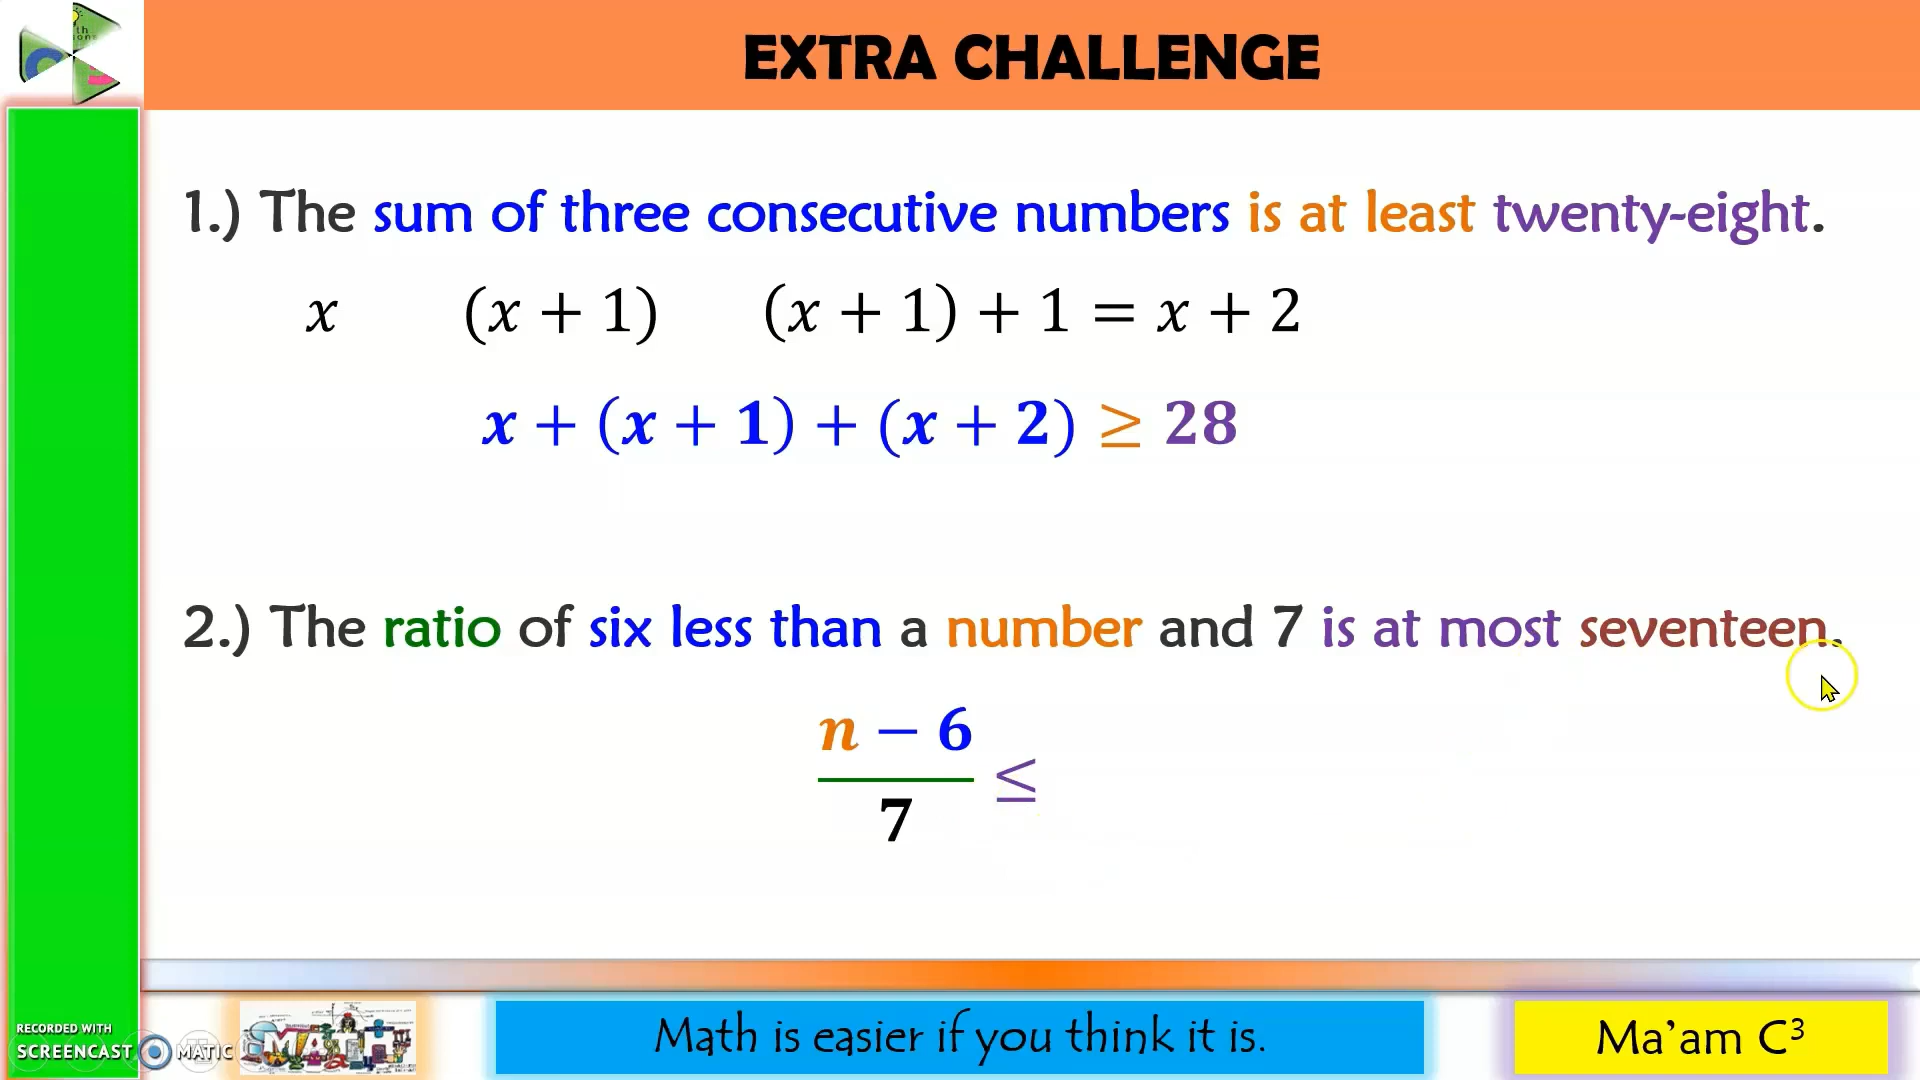 EXTRA CHALLENGE
1.) The sum of three consecutive numbers is at least twenty-eight.
x (x + 1) (x + 1) + 1 = x + 2
x + (x + 1) + (x + 2) ≥ 28
2.) The ratio of six less than a number and 7 is at most seventeen.
n − 6
7
≤
RECORDED WITH
SCREENCAST MATIC
MATH
Math is easier if you think it is.
Ma'am C³